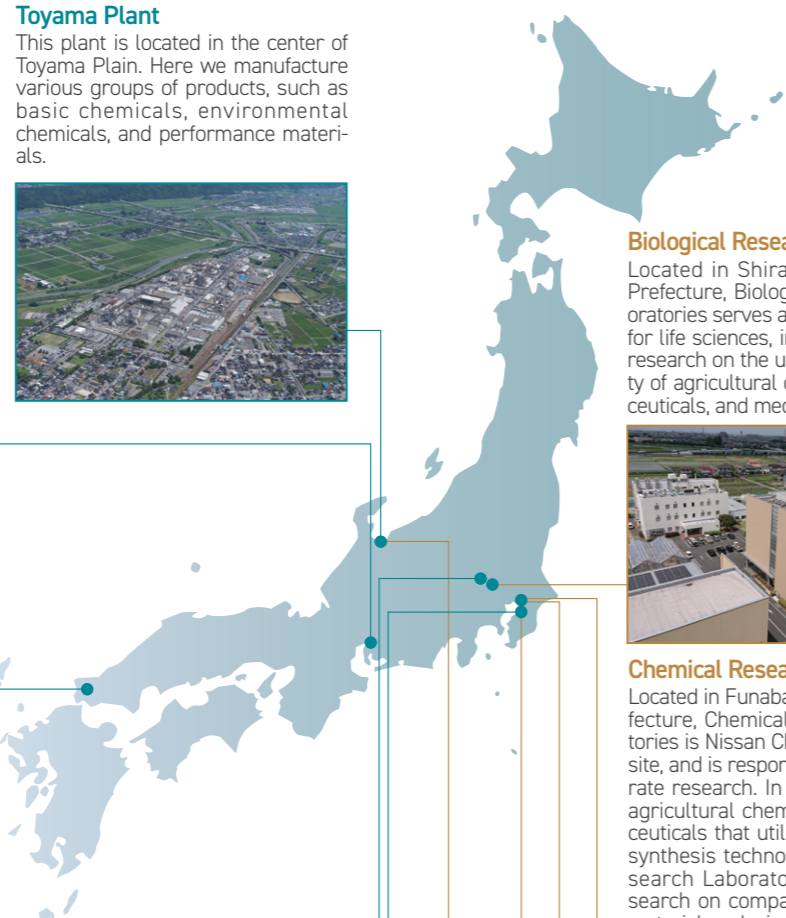 Toyama Plant
This plant is located in the center of
Toyama Plain. Here we manufacture
various groups of products, such as
basic chemicals, environmental
chemicals, and performance materi-
als.
Biological Resea
Located in Shira
Prefecture, Biolog
oratories serves a
for life sciences, i
research on the u
ty of agricultural c
ceuticals, and med
Chemical Resea
Located in Funaba
fecture, Chemical
tories is Nissan Ch
site, and is respon
rate research. In
agricultural chem
ceuticals that util
synthesis techno
search Laborato
search on compa